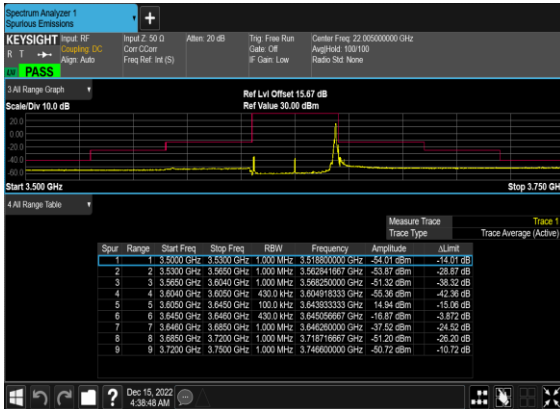 Spectrum Analyzer 1
Spurious Emissions
+
KEYSIGHT Input: RF Input Z: 50 Ω Atten: 20 dB Trig: Free Run Center Freq: 22.005000000 GHz
R T Coupling: DC Corr CCorr Gate: Off Avg|Hold: 100/100
Align: Auto Freq Ref: Int (S) IF Gain: Low Radio Std: None
PASS
3 All Range Graph
Ref Lvl Offset 15.67 dB
Scale/Div 10.0 dB Ref Value 30.00 dBm
20.0
0.00
-20.0
-40.0
-60.0
Start 3.500 GHz Stop 3.750 GH
4 All Range Table
Measure Trace Trace 1
Trace Type Trace Average (Active)
Spur Range Start Freq Stop Freq RBW Frequency Amplitude ΔLimit
1 1 3.5000 GHz 3.5300 GHz 1.000 MHz 3.518800000 GHz -54.01 dBm -14.01 dB
2 2 3.5300 GHz 3.5650 GHz 1.000 MHz 3.562841667 GHz -53.87 dBm -28.87 dB
3 3 3.5650 GHz 3.6040 GHz 1.000 MHz 3.568250000 GHz -51.32 dBm -38.32 dB
4 4 3.6040 GHz 3.6050 GHz 430.0 kHz 3.604918333 GHz -55.36 dBm -42.36 dB
5 5 3.6050 GHz 3.6450 GHz 100.0 kHz 3.643933333 GHz 14.94 dBm -15.06 dB
6 6 3.6450 GHz 3.6460 GHz 430.0 kHz 3.645056667 GHz -16.87 dBm -3.872 dB
7 7 3.6460 GHz 3.6850 GHz 1.000 MHz 3.646260000 GHz -37.52 dBm -24.52 dB
8 8 3.6850 GHz 3.7200 GHz 1.000 MHz 3.718716667 GHz -51.20 dBm -26.20 dB
9 9 3.7200 GHz 3.7500 GHz 1.000 MHz 3.746600000 GHz -50.72 dBm -10.72 dB
? Dec 15, 2022
4:38:48 AM